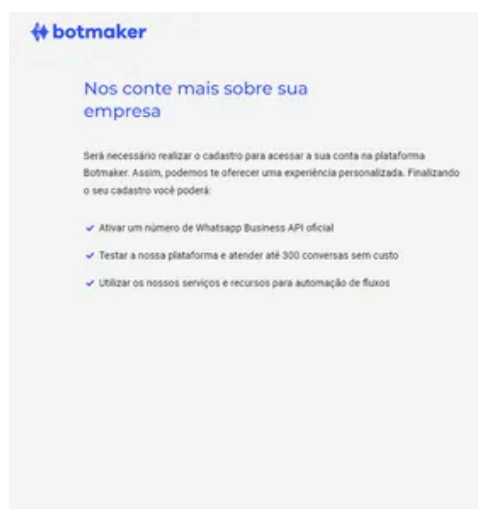 botmaker
Nos conte mais sobre sua
empresa
Será necessário realizar o cadastro para acessar a sua conta na plataforma
Botmaker. Assim, podemos te oferecer uma experiência personalizada. Finalizando
o seu cadastro você poderá:
Ativar um número de Whatsapp Business API oficial
Testar a nossa plataforma e atender até 300 conversas sem custo
Utilizar os nossos serviços e recursos para automação de fluxos